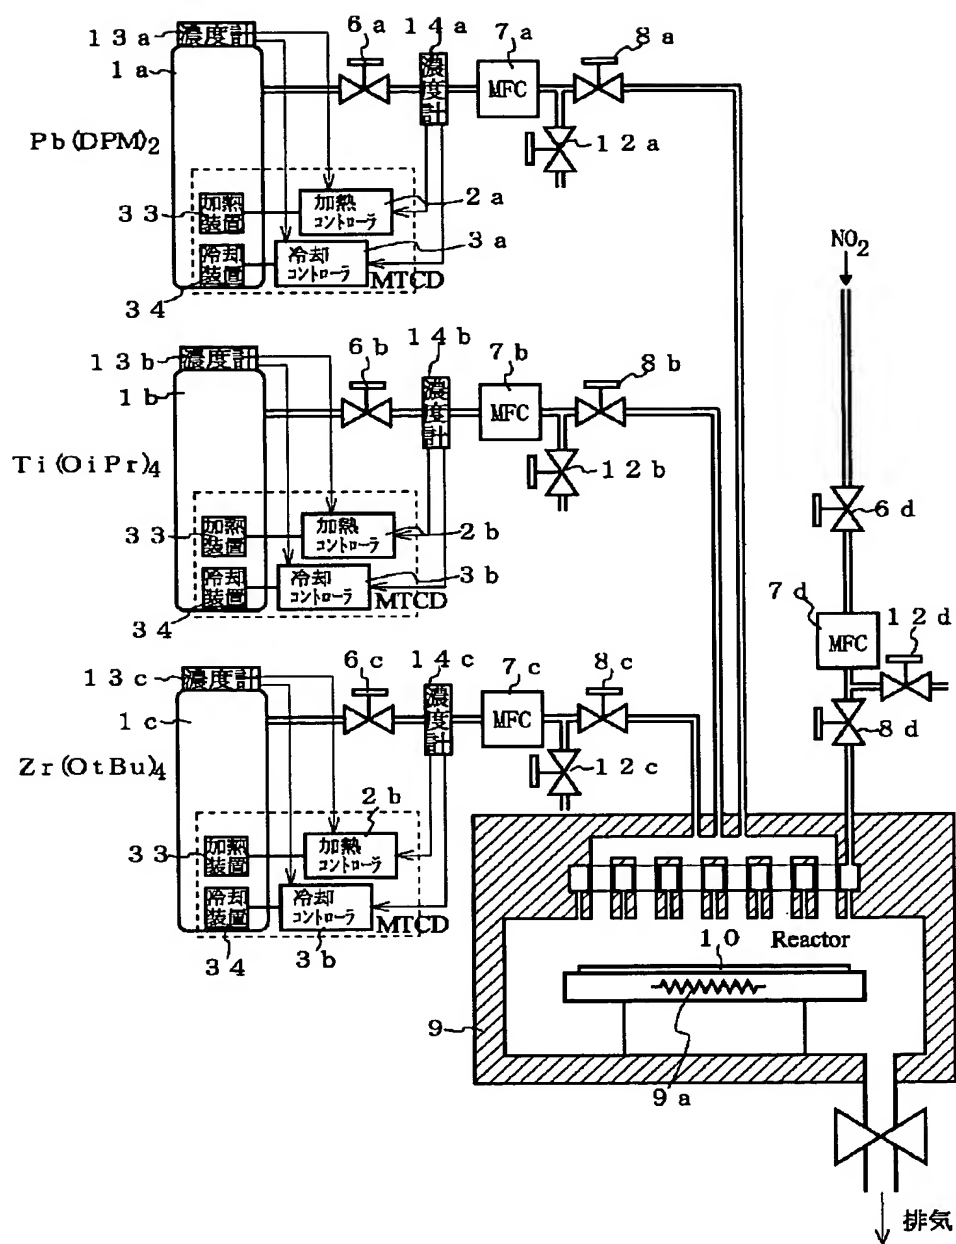 6a
14a
7a
8a
13a
濃度計
1a
濃度計
MFC
Pb(DPM)2
12a
33
加熱装置
加熱コントローラ
2a
冷却装置
冷却コントローラ
3a
MTCD
34
NO2
6b
14b
7b
8b
13b
濃度計
1b
濃度計
MFC
Ti(OiPr)4
12b
33
加熱装置
加熱コントローラ
2b
冷却装置
冷却コントローラ
3b
MTCD
34
6d
7d
MFC
12d
8d
6c
14c
7c
8c
13c
濃度計
1c
濃度計
MFC
Zr(OtBu)4
12c
2b
33
加熱装置
加熱コントローラ
冷却装置
冷却コントローラ
MTCD
34
3b
10
Reactor
9
9a
排気